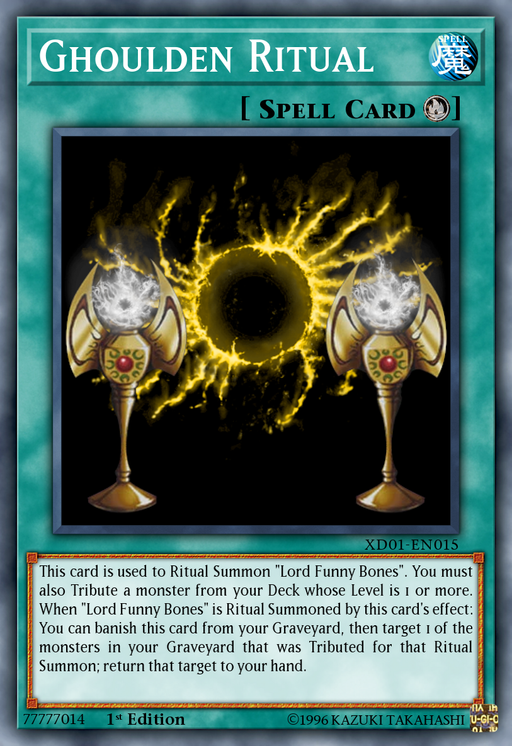 Ghoulden Ritual
SPELL
魔
[ Spell Card ]
XD01-EN015
This card is used to Ritual Summon "Lord Funny Bones". You must
also Tribute a monster from your Deck whose Level is 1 or more.
When "Lord Funny Bones" is Ritual Summoned by this card's effect:
You can banish this card from your Graveyard, then target 1 of the
monsters in your Graveyard that was Tributed for that Ritual
Summon; return that target to your hand.
77777014 1st Edition ©1996 KAZUKI TAKAHASHI